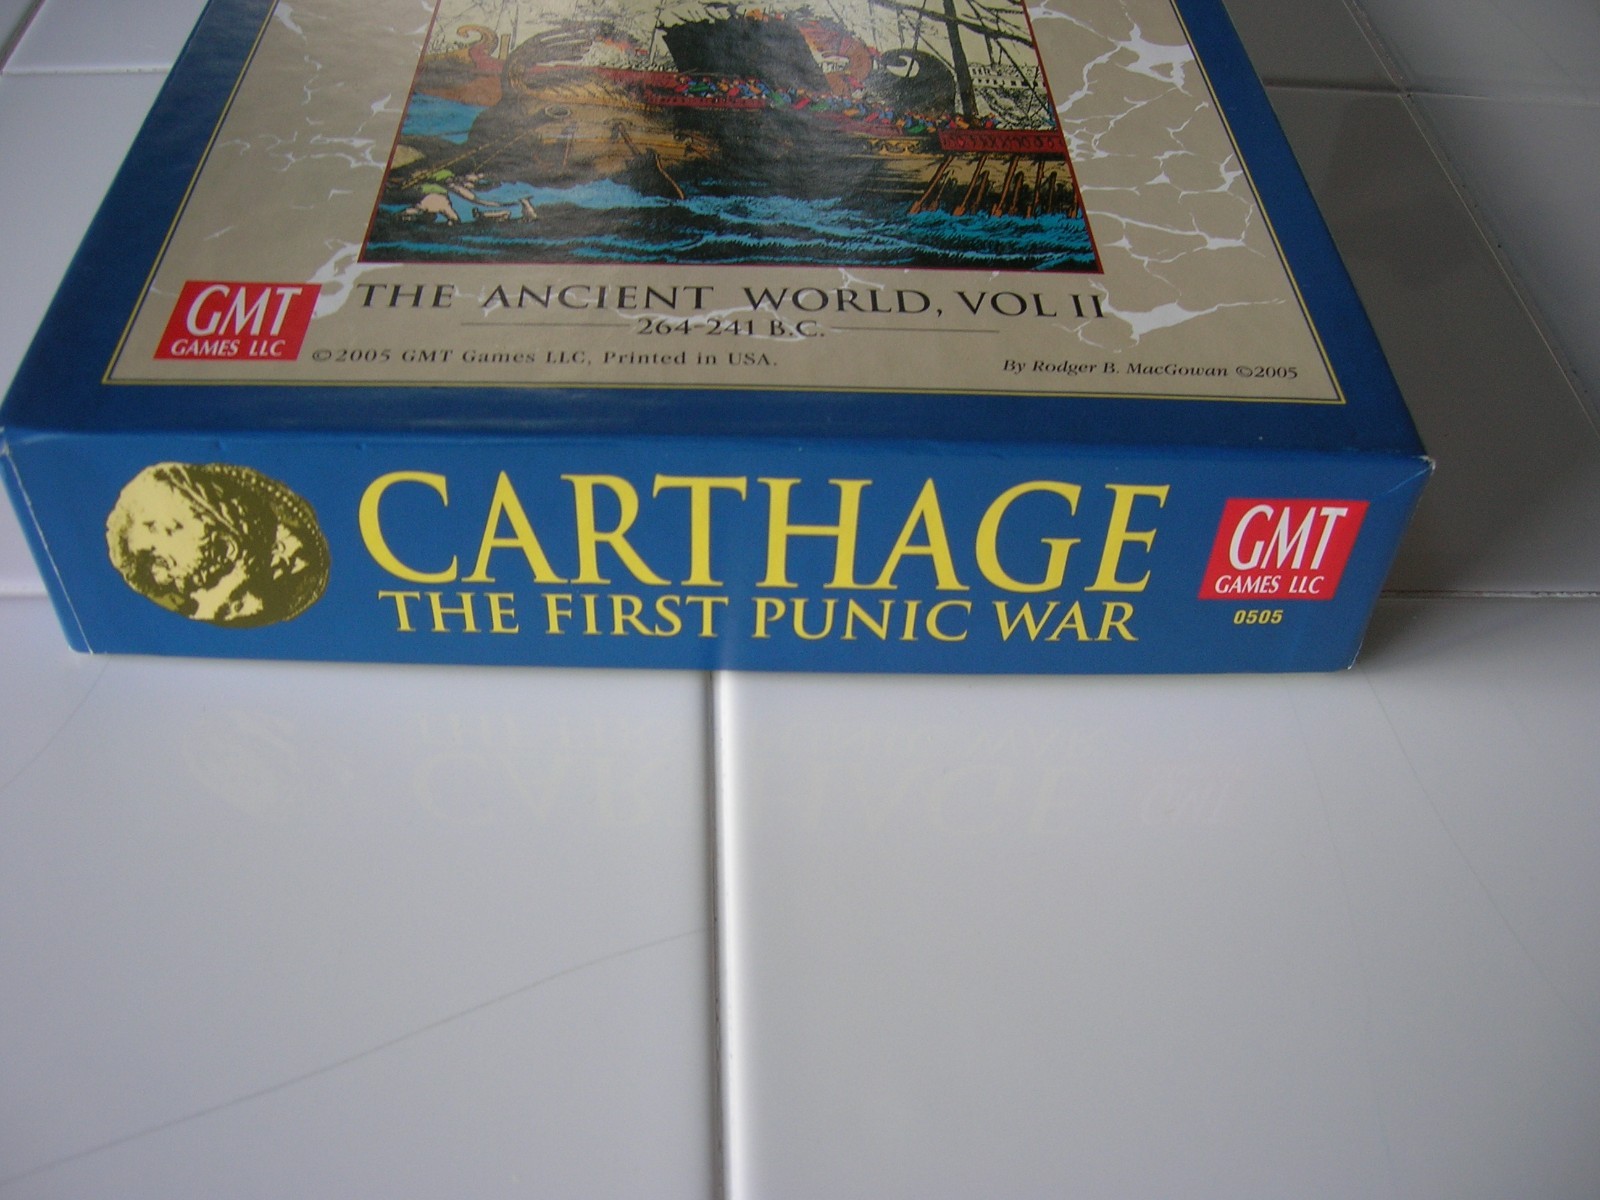 THE ANCIENT WORLD, VOL II
264-241 B.C.
GMT
GAMES LLC
©2005 GMT Games LLC, Printed in USA.
By Rodger B. MacGowan ©2005
CARTHAGE
THE FIRST PUNIC WAR
GMT
GAMES LLC
0505